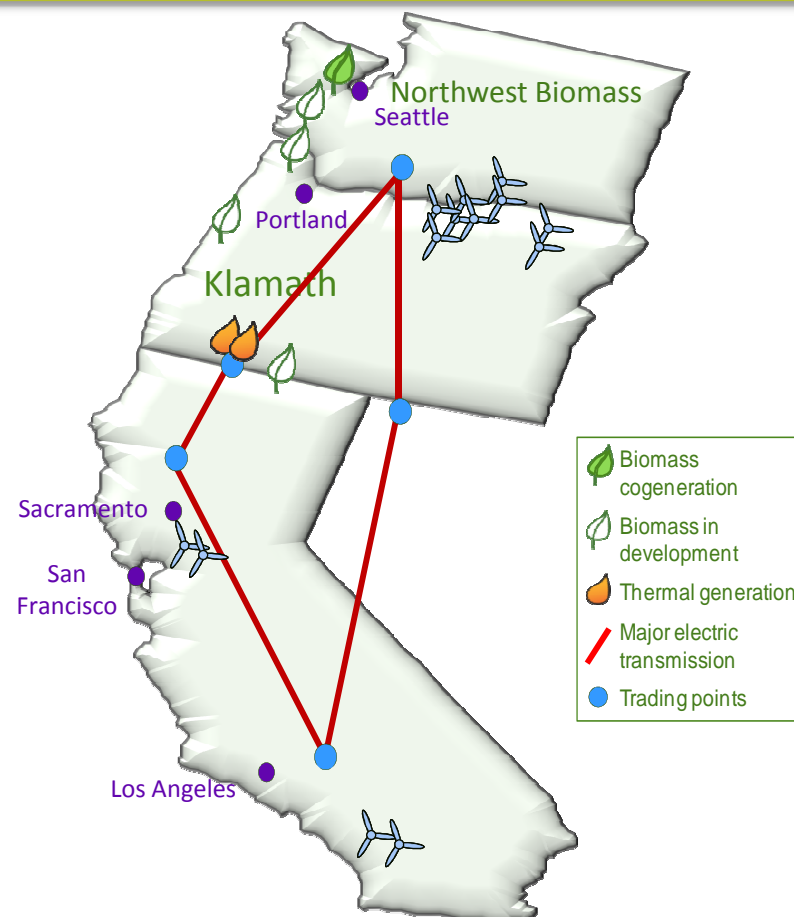 Northwest Biomass
Seattle
Portland
Klamath
Sacramento
San
Francisco
Los Angeles
Biomass
cogeneration
Biomass in
development
Thermal generation
Major electric
transmission
Trading points